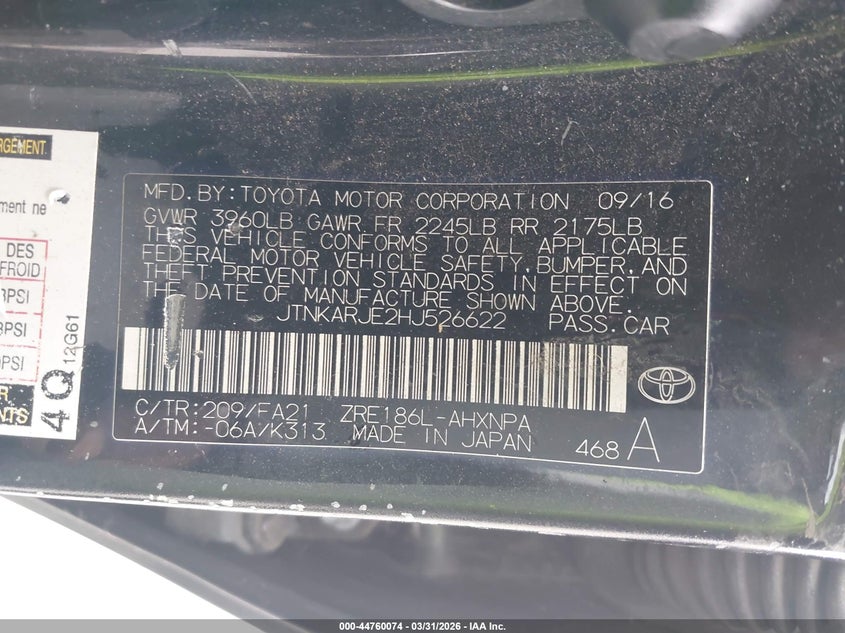 RGEMENT
ment ne
DES
FROID
PSI
PSI
PSI
R
NTS
4Q
12G61
MFD. BY: TOYOTA MOTOR CORPORATION 09/16
GVWR 3960LB GAWR FR 2245LB RR 2175LB
THIS VEHICLE CONFORMS TO ALL APPLICABLE
FEDERAL MOTOR VEHICLE SAFETY, BUMPER, AND
THEFT PREVENTION STANDARDS IN EFFECT ON
THE DATE OF MANUFACTURE SHOWN ABOVE.
JTNKARJE2HJ526622 PASS. CAR
C/TR: 209/FA21 ZRE186L-AHXNPA
A/TM: -06A/K313 MADE IN JAPAN 468 A
000-44760074 - 03/31/2026 - IAA Inc.